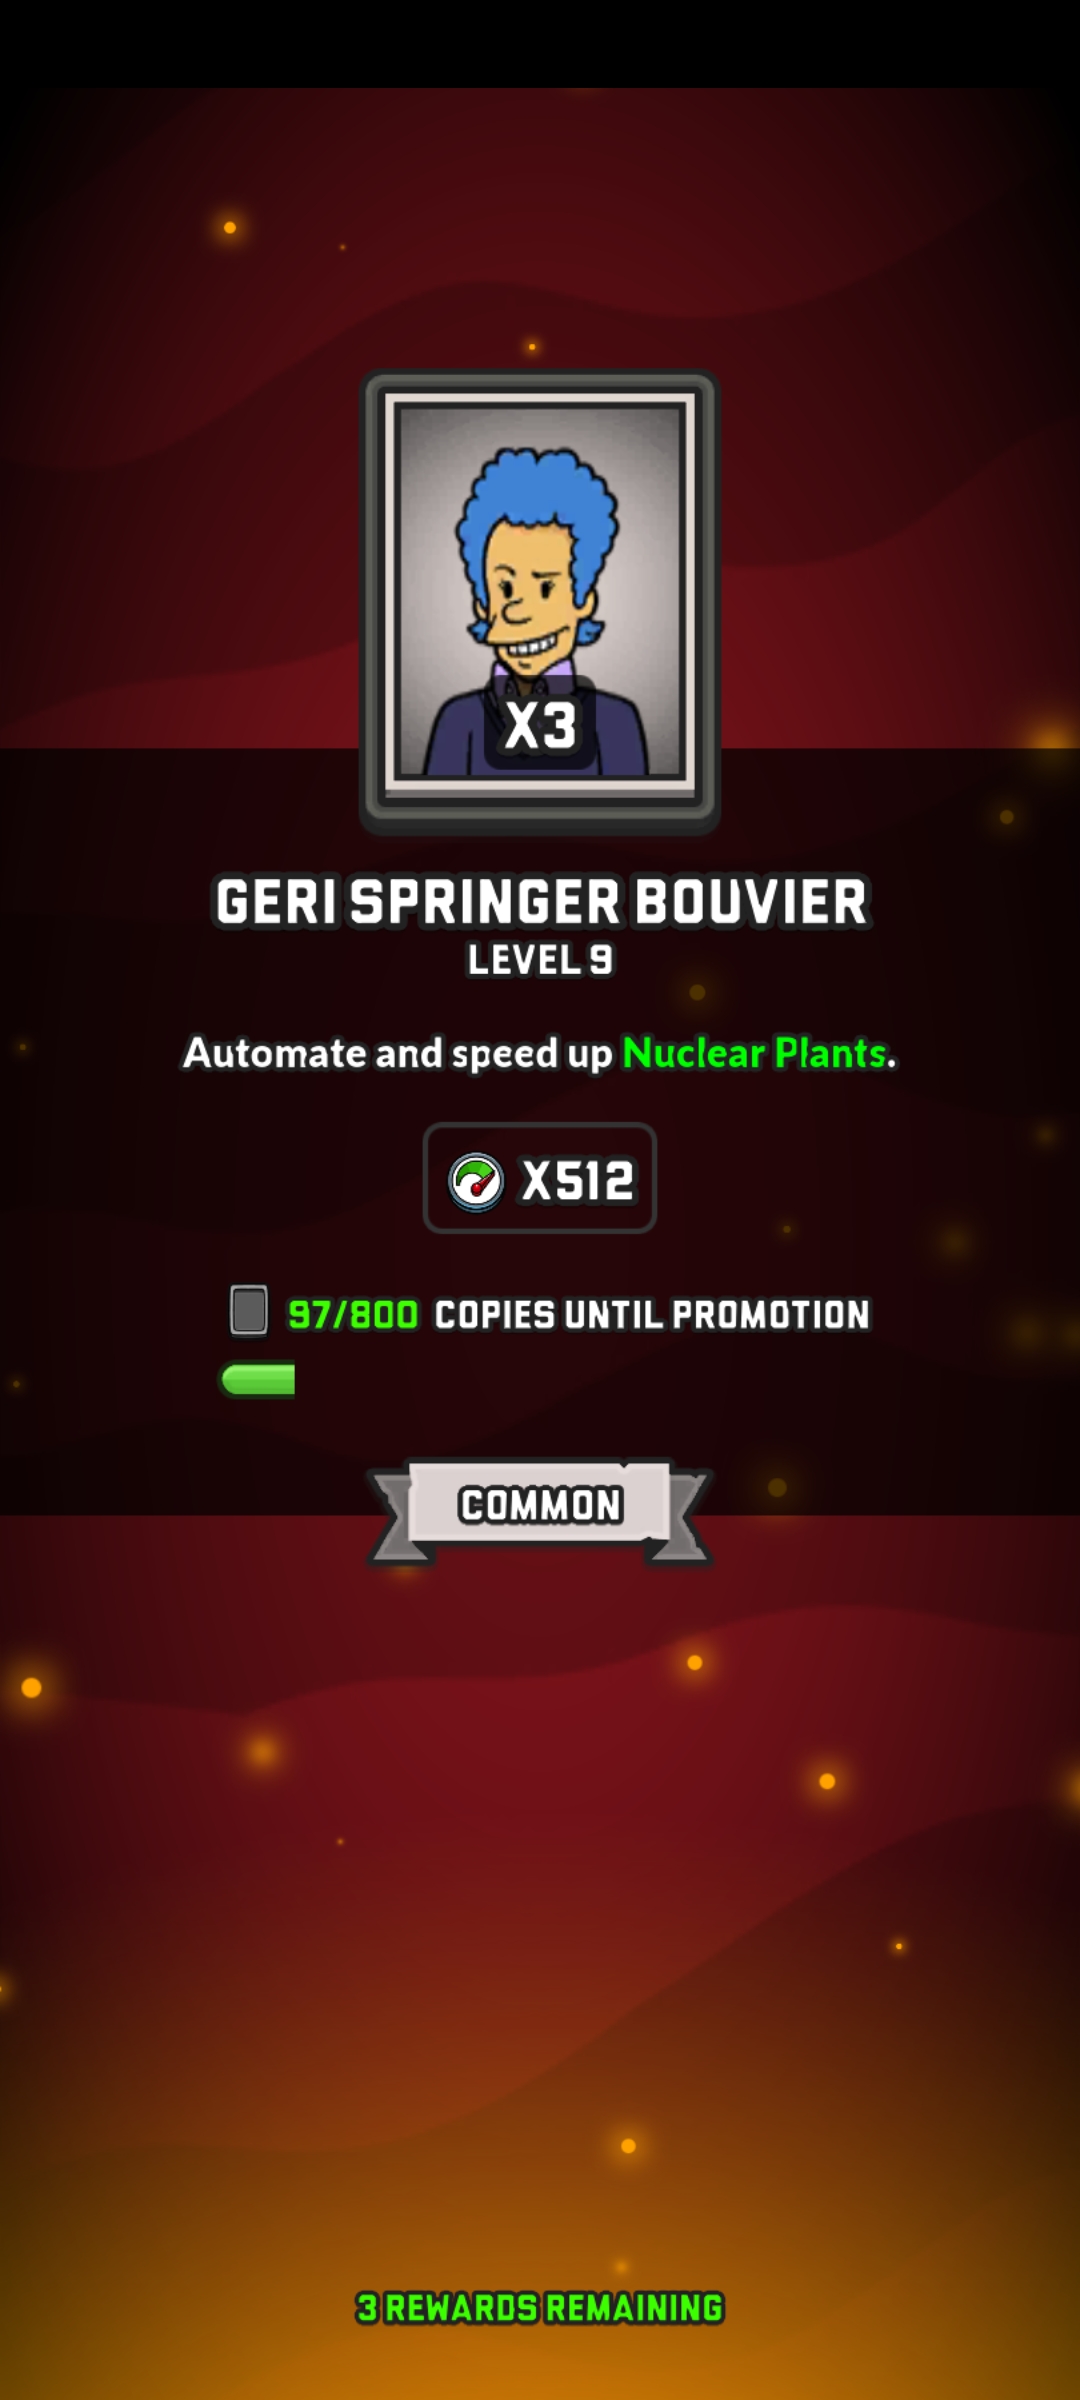 X3
GERI SPRINGER BOUVIER
LEVEL 9
Automate and speed up Nuclear Plants.
X512
97/800 COPIES UNTIL PROMOTION
COMMON
3 REWARDS REMAINING